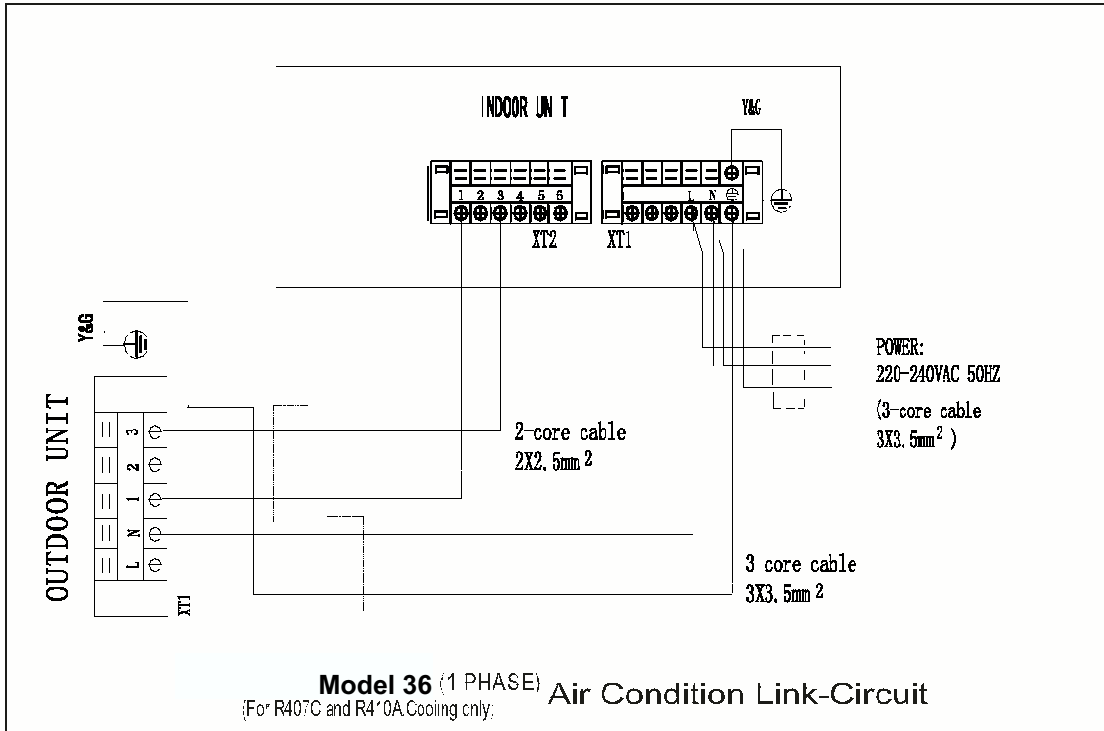 INDOOR UN T
Y&G
1 2 3 4 5 6
L N
XT2
XT1
Y&G
POWER:
220-240VAC 50HZ
(3-core cable
3X3.5mm2 )
OUTDOOR UNIT
3
2
1
N
L
XT1
2-core cable
2X2.5mm2
3 core cable
3X3.5mm2
Model 36 (1 PHASE) Air Condition Link-Circuit
(For R407C and R410A Cooling only;